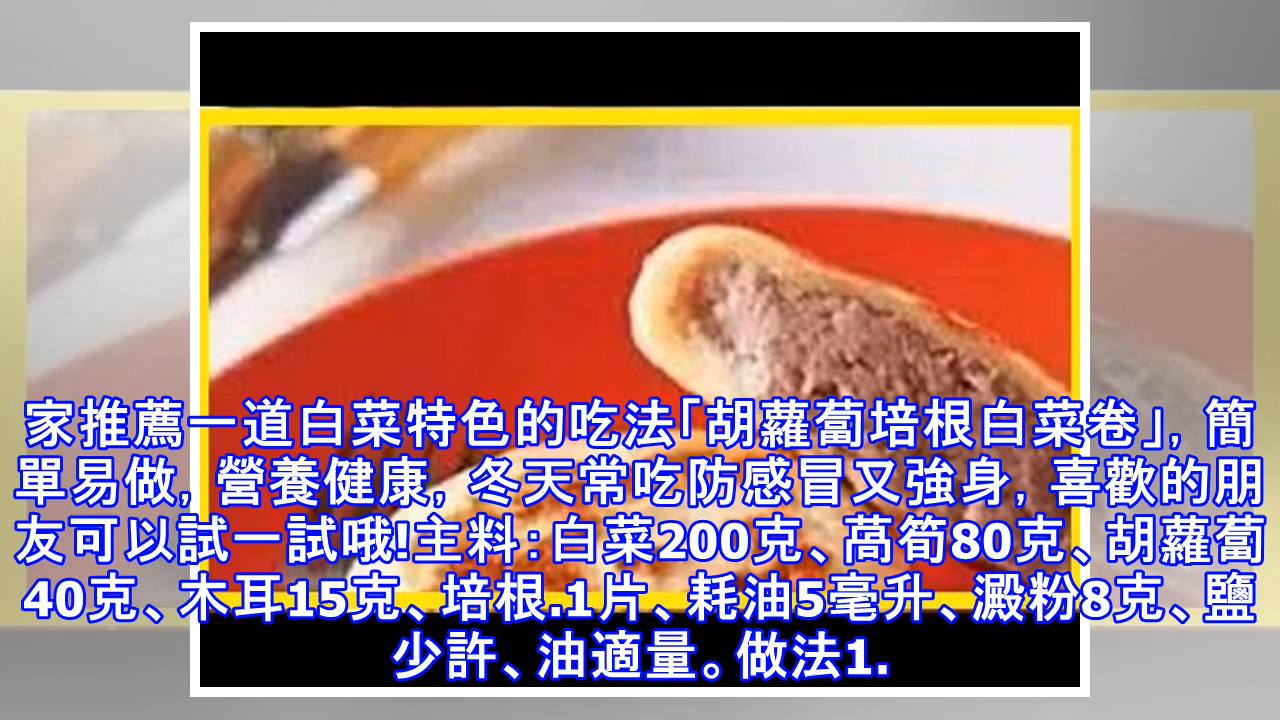 家推薦一道白菜特色的吃法「胡蘿蔔培根白菜卷」, 簡
單易做, 營養健康, 冬天常吃防感冒又強身, 喜歡的朋
友可以試一試哦!主料:白菜200克、萵筍80克、胡蘿蔔
40克、木耳15克、培根.1片、耗油5毫升、澱粉8克、鹽
少許、油適量。做法1.